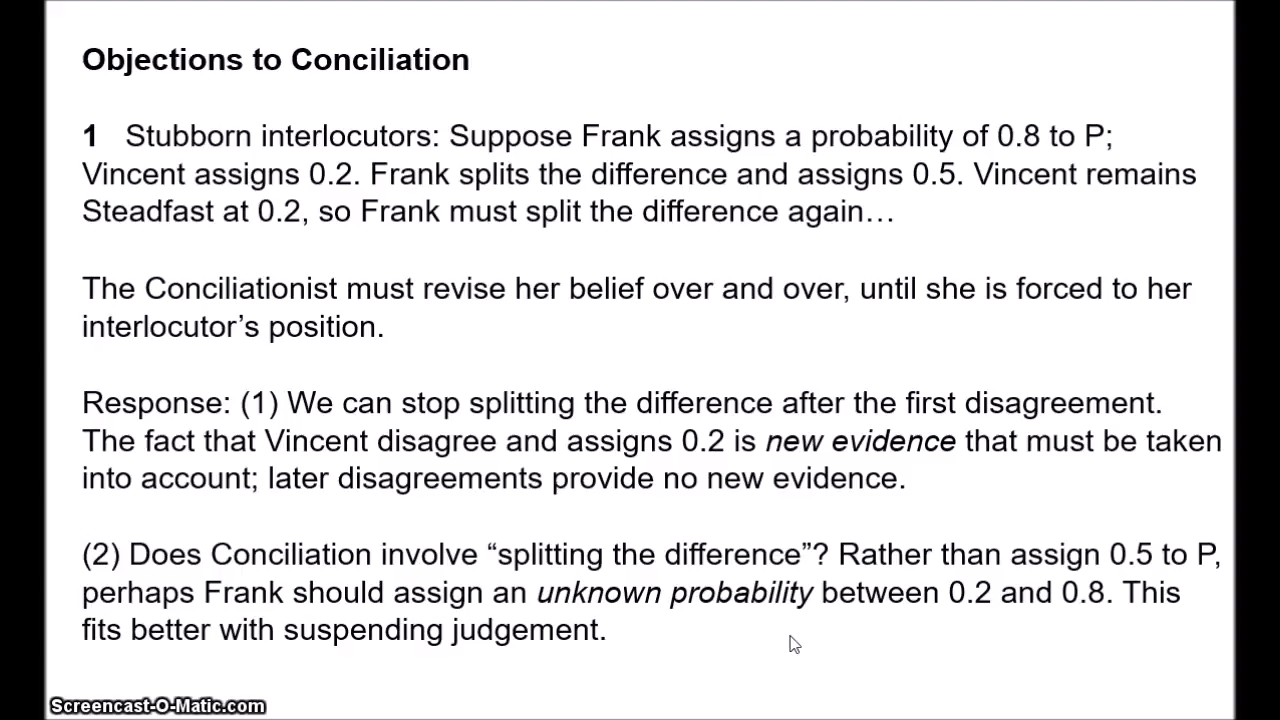 Objections to Conciliation
1 Stubborn interlocutors: Suppose Frank assigns a probability of 0.8 to P;
Vincent assigns 0.2. Frank splits the difference and assigns 0.5. Vincent remains
Steadfast at 0.2, so Frank must split the difference again…
The Conciliationist must revise her belief over and over, until she is forced to her
interlocutor's position.
Response: (1) We can stop splitting the difference after the first disagreement.
The fact that Vincent disagree and assigns 0.2 is new evidence that must be taken
into account; later disagreements provide no new evidence.
(2) Does Conciliation involve “splitting the difference”? Rather than assign 0.5 to P,
perhaps Frank should assign an unknown probability between 0.2 and 0.8. This
fits better with suspending judgement.
Screencast-O-Matic.com